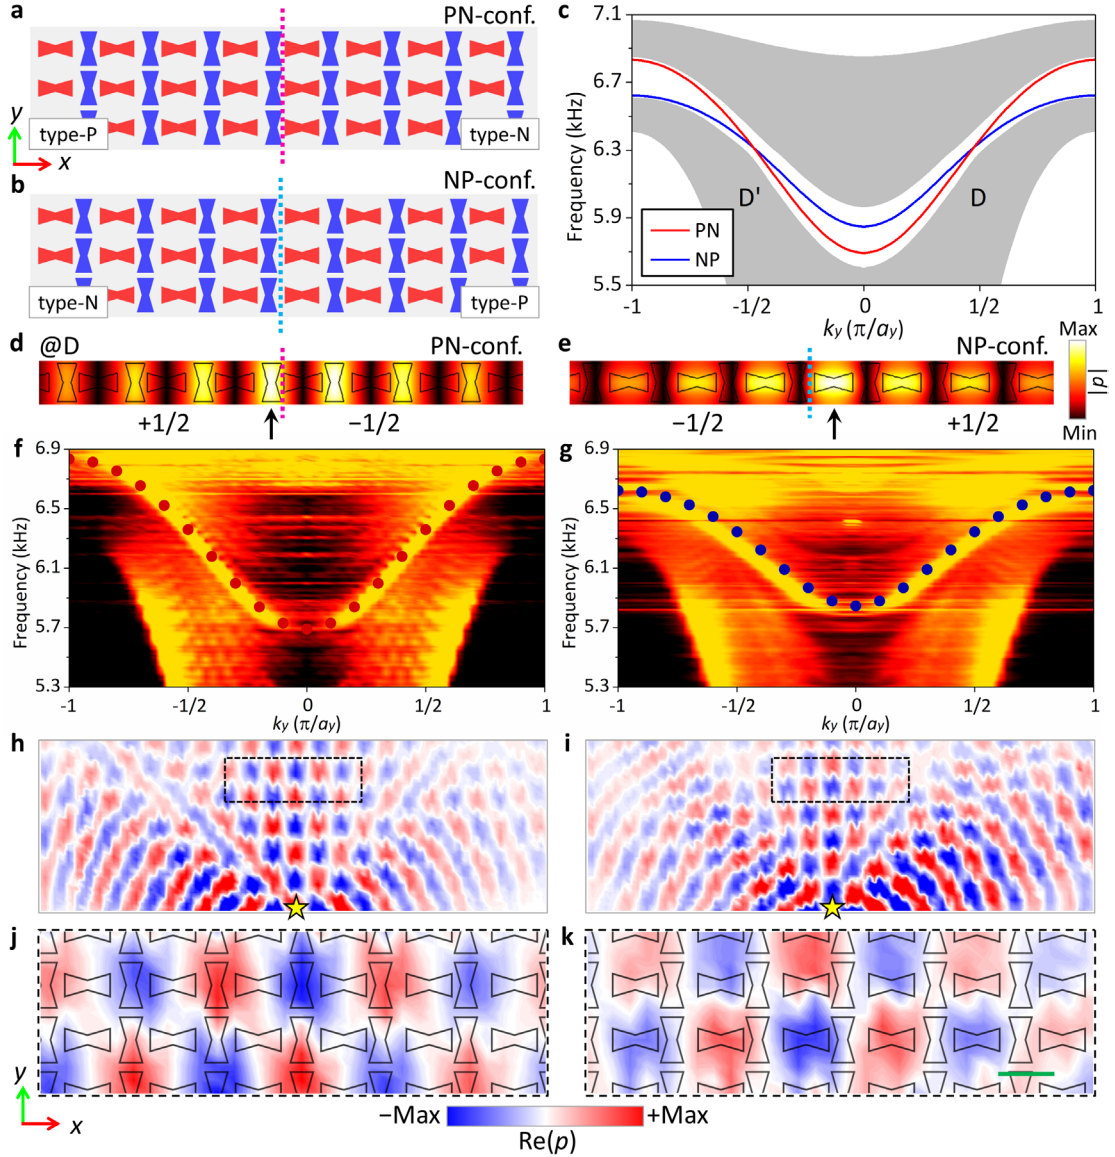 a
PN-conf.
type-P
type-N
y
x
b
NP-conf.
type-N
type-P
c
7.1
6.7
6.3
5.9
5.5
Frequency (kHz)
D'
D
PN
NP
-1
-1/2
0
1/2
1
ky (π/ay)
d
@D
PN-conf.
+1/2
−1/2
e
NP-conf.
−1/2
+1/2
Max
|p|
Min
f
6.9
6.5
6.1
5.7
5.3
Frequency (kHz)
-1
-1/2
0
1/2
1
ky (π/ay)
g
6.9
6.5
6.1
5.7
5.3
Frequency (kHz)
-1
-1/2
0
1/2
1
ky (π/ay)
h
i
j
k
y
x
−Max
+Max
Re(p)